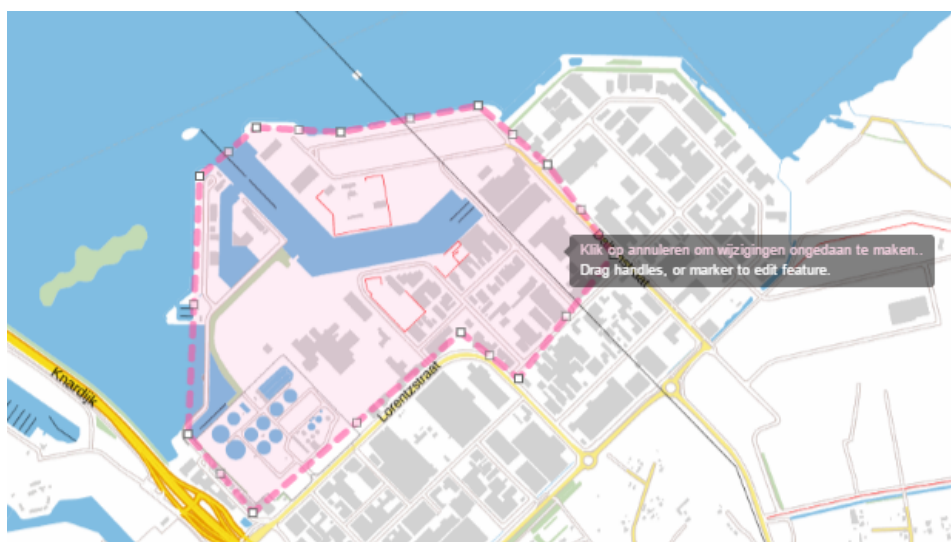 Klik op annuleren om wijzigingen ongedaan te maken..
Drag handles, or marker to edit feature.
Knardijk
Lorentzstraat